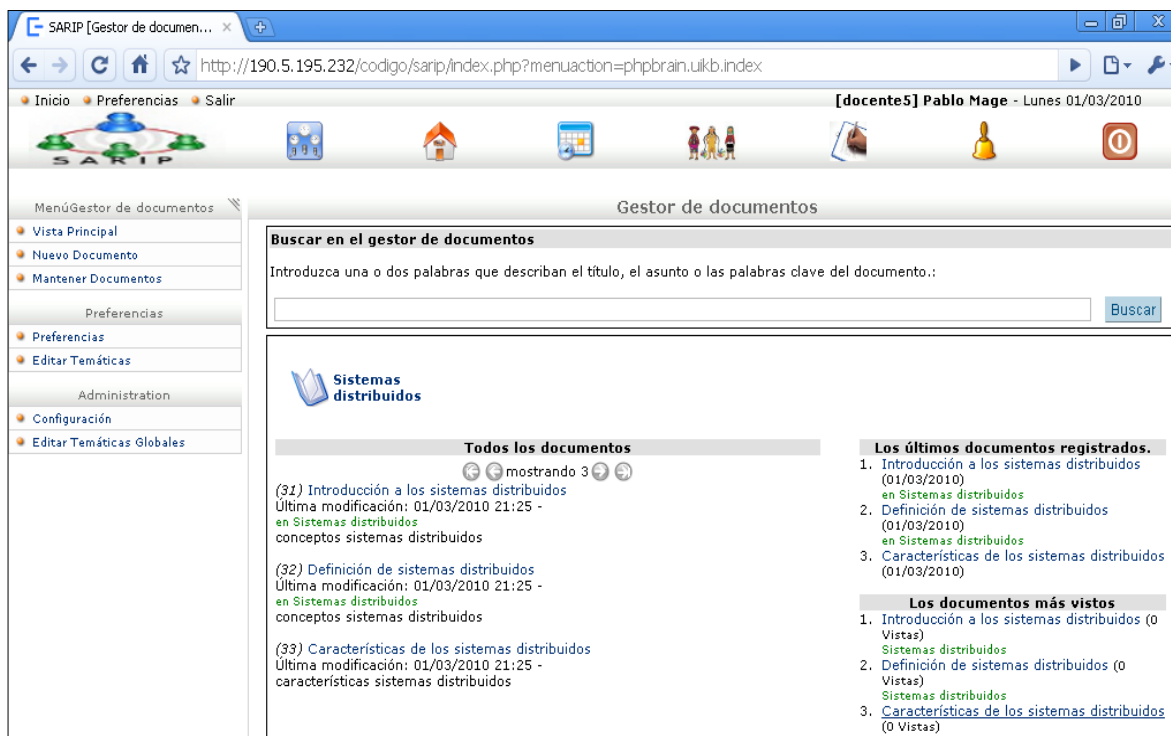 SARIP [Gestor de documen...
http://190.5.195.232/codigo/sarip/index.php?menuaction=phpbrain.uikb.index
Inicio Preferencias Salir
[docente5] Pablo Mage - Lunes 01/03/2010
SARIP
MenúGestor de documentos
Vista Principal
Nuevo Documento
Mantener Documentos
Preferencias
Preferencias
Editar Temáticas
Administration
Configuración
Editar Temáticas Globales
Gestor de documentos
Buscar en el gestor de documentos
Introduzca una o dos palabras que describan el título, el asunto o las palabras clave del documento.:
Buscar
Sistemas
distribuidos
Todos los documentos
mostrando 3
(31) Introducción a los sistemas distribuidos
Última modificación: 01/03/2010 21:25 -
en Sistemas distribuidos
conceptos sistemas distribuidos
(32) Definición de sistemas distribuidos
Última modificación: 01/03/2010 21:25 -
en Sistemas distribuidos
conceptos sistemas distribuidos
(33) Características de los sistemas distribuidos
Última modificación: 01/03/2010 21:25 -
características sistemas distribuidos
Los últimos documentos registrados.
1. Introducción a los sistemas distribuidos
(01/03/2010)
en Sistemas distribuidos
2. Definición de sistemas distribuidos
(01/03/2010)
en Sistemas distribuidos
3. Características de los sistemas distribuidos
(01/03/2010)
Los documentos más vistos
1. Introducción a los sistemas distribuidos (0
Vistas)
Sistemas distribuidos
2. Definición de sistemas distribuidos (0
Vistas)
Sistemas distribuidos
3. Características de los sistemas distribuidos
(0 Vistas)